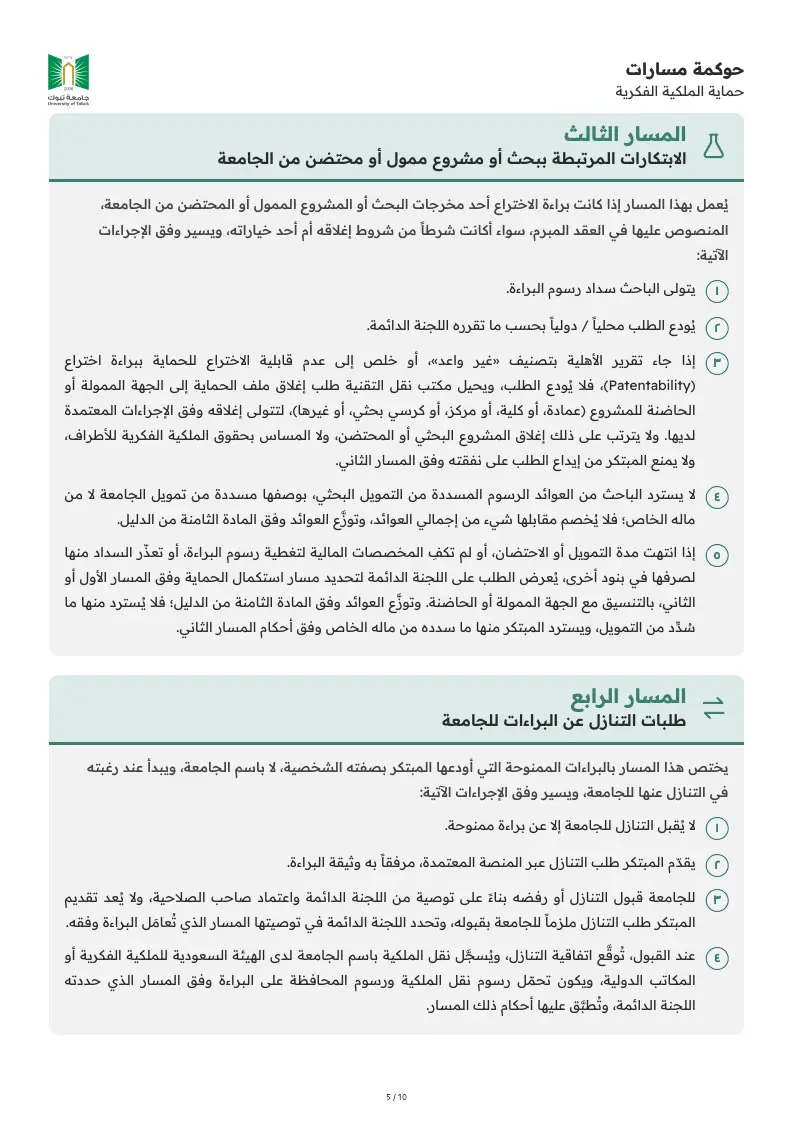 حوكمة مسارات
حماية الملكية الفكرية
جامعة تبوك
University of Tabuk
المسار الثالث
الابتكارات المرتبطة ببحث أو مشروع ممول أو محتضن من الجامعة
يُعمل بهذا المسار إذا كانت براءة الاختراع أحد مخرجات البحث أو المشروع الممول أو المحتضن من الجامعة،
المنصوص عليها في العقد المبرم، سواء أكانت شرطاً من شروط إغلاقه أم أحد خياراته، ويسير وفق الإجراءات
الآتية:
١ يتولى الباحث سداد رسوم البراءة.
٢ يُودع الطلب محلياً / دولياً بحسب ما تقرره اللجنة الدائمة.
٣ إذا جاء تقرير الأهلية بتصنيف «غير واعد»، أو خلص إلى عدم قابلية الاختراع للحماية ببراءة اختراع
(Patentability)، فلا يُودع الطلب، ويحيل مكتب نقل التقنية طلب إغلاق ملف الحماية إلى الجهة الممولة أو
الحاضنة للمشروع (عمادة، أو كلية، أو مركز، أو كرسي بحثي، أو غيرها)، لتتولى إغلاقه وفق الإجراءات المعتمدة
لديها. ولا يترتب على ذلك إغلاق المشروع البحثي أو المحتضن، ولا المساس بحقوق الملكية الفكرية للأطراف،
ولا يمنع المبتكر من إيداع الطلب على نفقته وفق المسار الثاني.
٤ لا يسترد الباحث من العوائد الرسوم المسددة من التمويل البحثي، بوصفها مسددة من تمويل الجامعة لا من
ماله الخاص؛ فلا يُخصم مقابلها شيء من إجمالي العوائد، وتوزَّع العوائد وفق المادة الثامنة من الدليل.
٥ إذا انتهت مدة التمويل أو الاحتضان، أو لم تكفِ المخصصات المالية لتغطية رسوم البراءة، أو تعذّر السداد منها
لصرفها في بنود أخرى، يُعرض الطلب على اللجنة الدائمة لتحديد مسار استكمال الحماية وفق المسار الأول أو
الثاني، بالتنسيق مع الجهة الممولة أو الحاضنة. وتوزَّع العوائد وفق المادة الثامنة من الدليل؛ فلا يُسترد منها ما
سُدِّد من التمويل، ويسترد المبتكر منها ما سدده من ماله الخاص وفق أحكام المسار الثاني.
المسار الرابع
طلبات التنازل عن البراءات للجامعة
يختص هذا المسار بالبراءات الممنوحة التي أودعها المبتكر بصفته الشخصية، لا باسم الجامعة، ويبدأ عند رغبته
في التنازل عنها للجامعة، ويسير وفق الإجراءات الآتية:
١ لا يُقبل التنازل للجامعة إلا عن براءة ممنوحة.
٢ يقدّم المبتكر طلب التنازل عبر المنصة المعتمدة، مرفقاً به وثيقة البراءة.
٣ للجامعة قبول التنازل أو رفضه بناءً على توصية من اللجنة الدائمة واعتماد صاحب الصلاحية، ولا يُعد تقديم
المبتكر طلب التنازل ملزماً للجامعة بقبوله، وتحدد اللجنة الدائمة في توصيتها المسار الذي تُعامَل البراءة وفقه.
٤ عند القبول، تُوقَّع اتفاقية التنازل، ويُسجَّل نقل الملكية باسم الجامعة لدى الهيئة السعودية للملكية الفكرية أو
المكاتب الدولية، ويكون تحمّل رسوم نقل الملكية ورسوم المحافظة على البراءة وفق المسار الذي حددته
اللجنة الدائمة، وتُطبَّق عليها أحكام ذلك المسار.
5 / 10